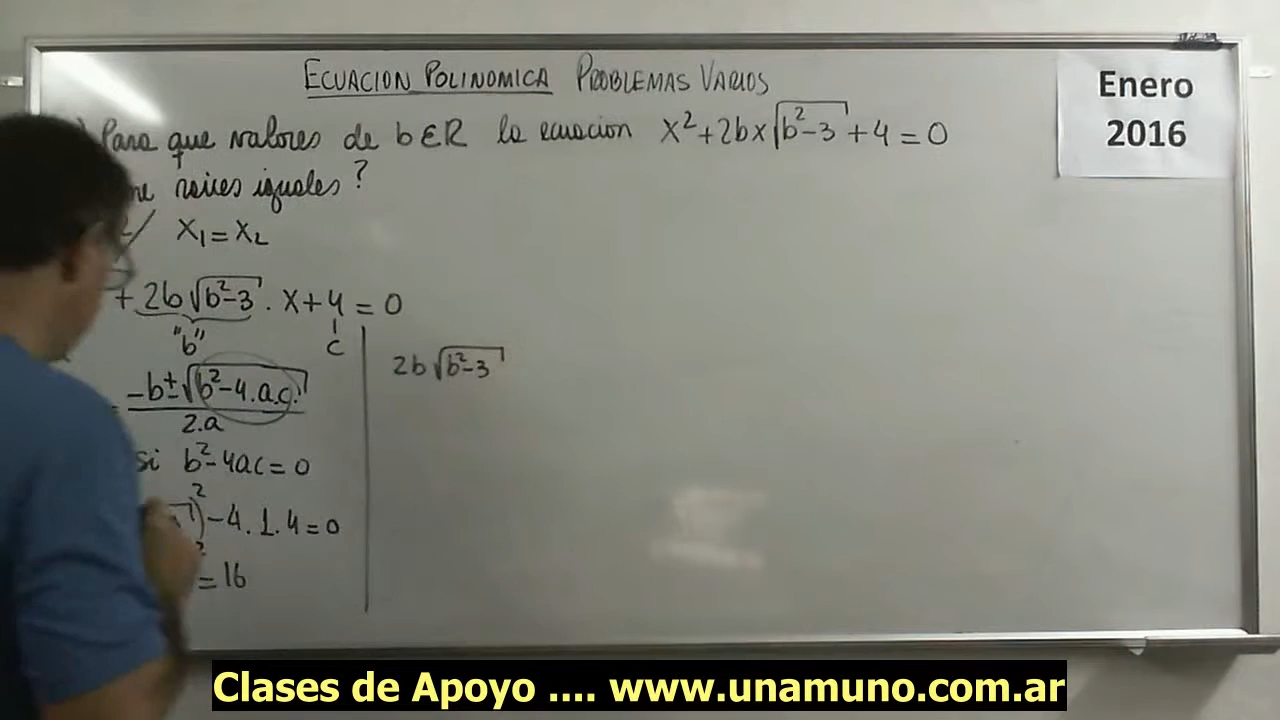 ECUACION POLINOMICA PROBLEMAS VARIOS
Enero
2016
Para que valores de b∈R la ecuacion x²+2bx√(b²-3)+4=0
raices iguales?
x₁=x₂
+2b√(b²-3).x+4=0
"b" c
-b±√(b²-4.a.c.)
2.a
si b²-4ac=0
)²-4.1.4=0
²=16
2b√(b²-3)
Clases de Apoyo .... www.unamuno.com.ar